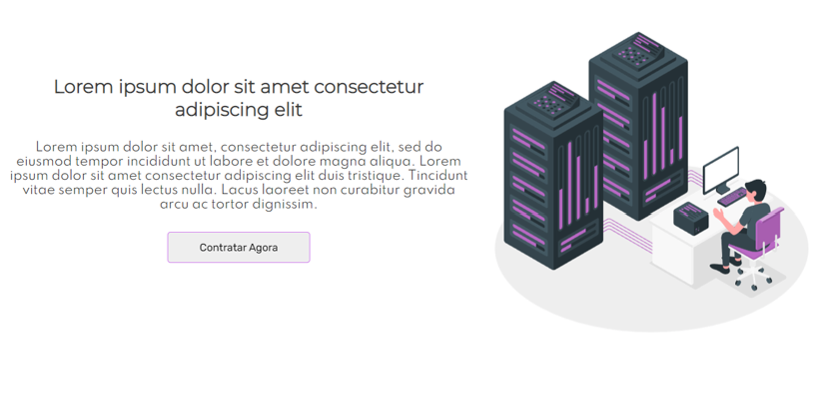 Lorem ipsum dolor sit amet consectetur
adipiscing elit
Lorem ipsum dolor sit amet, consectetur adipiscing elit, sed do
eiusmod tempor incididunt ut labore et dolore magna aliqua. Lorem
ipsum dolor sit amet consectetur adipiscing elit duis tristique. Tincidunt
vitae semper quis lectus nulla. Lacus laoreet non curabitur gravida
arcu ac tortor dignissim.
Contratar Agora